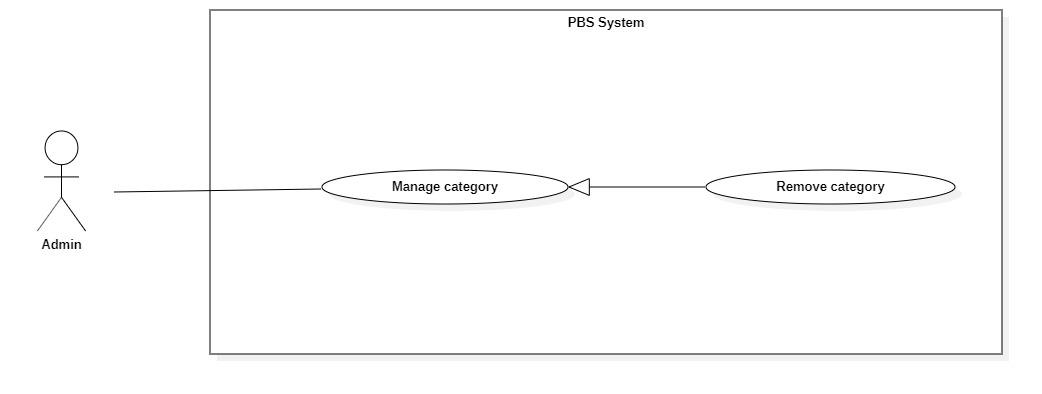 PBS System
Manage category
Remove category
Admin